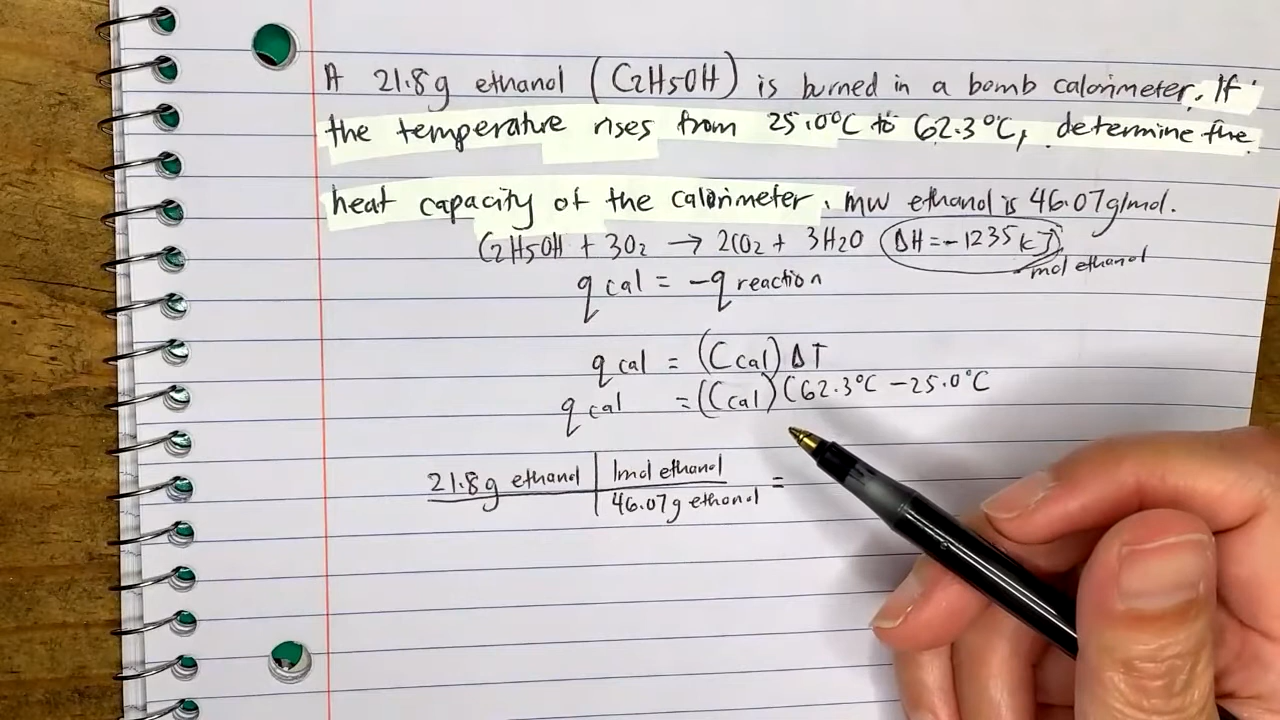 A 21.8g ethanol (C2H5OH) is burned in a bomb calorimeter. If
the temperature rises from 25.0°C to 62.3°C, determine the
heat capacity of the calorimeter. mw ethanol is 46.07g/mol.
C2H5OH + 3O2 → 2CO2 + 3H2O (ΔH = -1235 kJ)
mol ethanol
q cal = -q reaction
q cal = (Ccal) ΔT
q cal = (Ccal) (62.3°C - 25.0°C
21.8g ethanol | 1mol ethanol =
46.07g ethanol